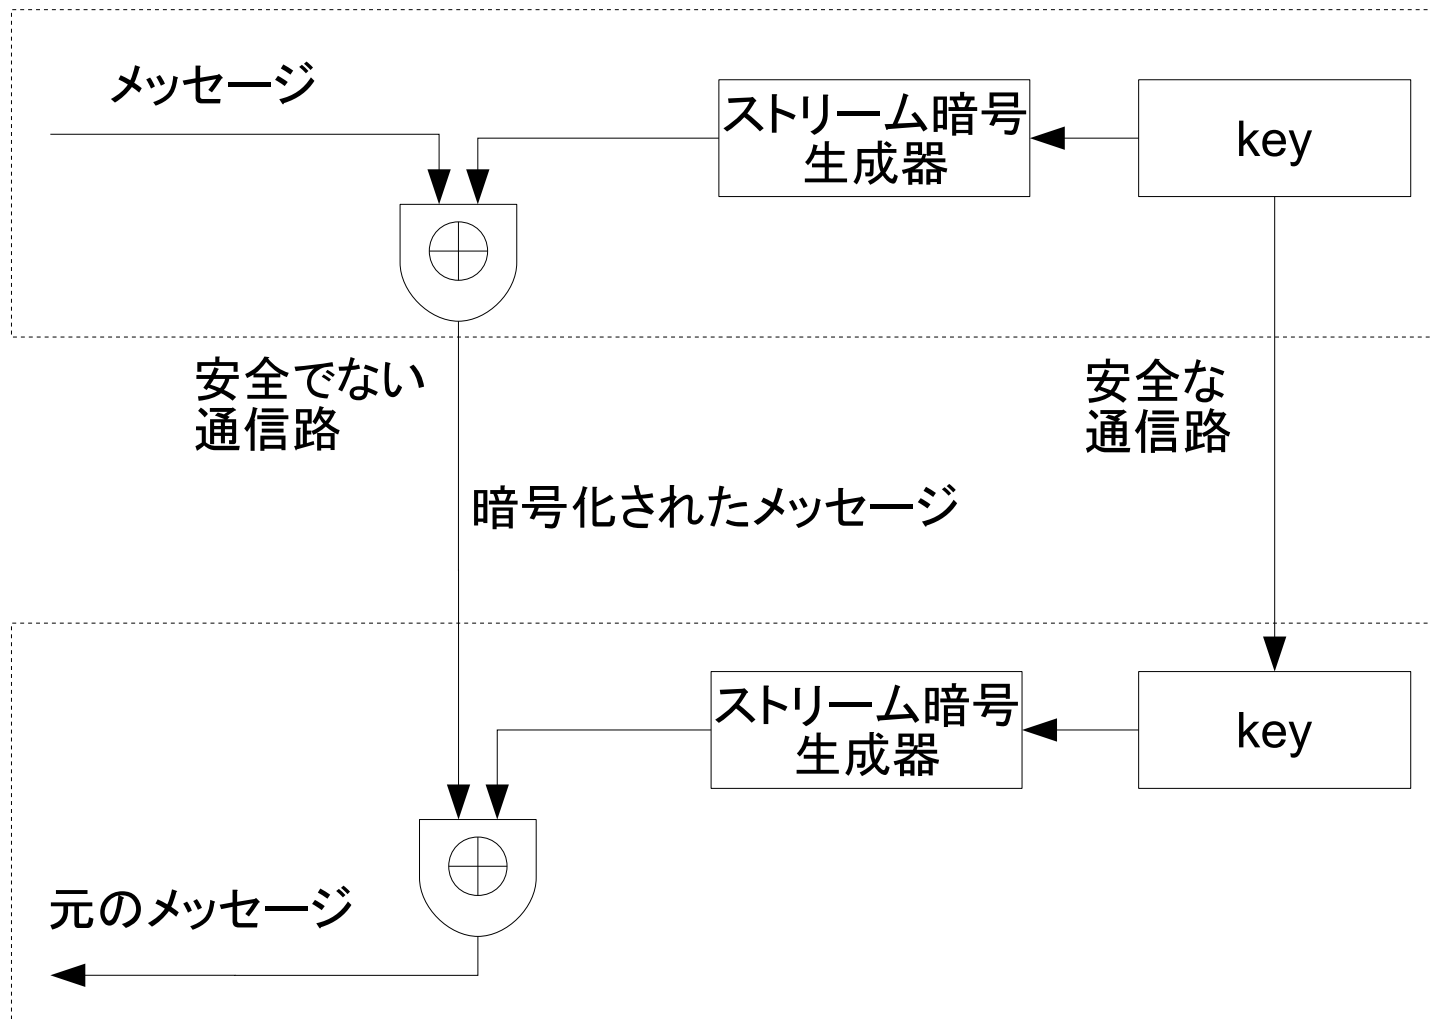 メッセージ
ストリーム暗号
生成器
key
安全でない
通信路
安全な
通信路
暗号化されたメッセージ
ストリーム暗号
生成器
key
元のメッセージ